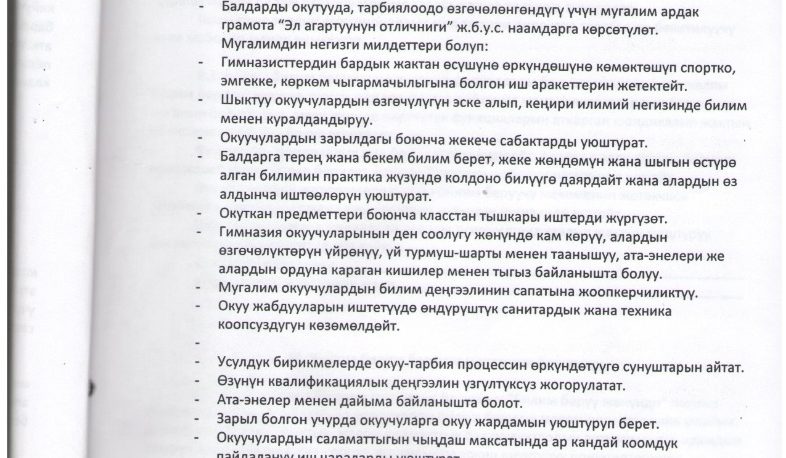 - Балдарды окутууда, тарбиялоодо өзгөчөлөнгөндүгү үчүн мугалим ардак
грамота “Эл агартуунун отличниги” ж.б.у.с. наамдарга көрсөтүлөт.
Мугалимдин негизги милдеттери болуп:
- Гимназисттердин бардык жактан өсүшүнө өркүндөшүнө көмөктөшүп спортко,
эмгекке, көркөм чыгармачылыгына болгон иш аракеттерин жетектейт.
- Шыктуу окуучулардын өзгөчүлүгүн эске алып, кеңири илимий негизинде билим
менен куралдандыруу.
- Окуучулардын зарылдагы боюнча жекече сабактарды уюштурат.
- Балдарга терең жана бекем билим берет, жеке жөндөмүн жана шыгын өстүрө
алган билимин практика жүзүндө колдоно билүүгө даярдайт жана алардын өз
алдынча иштөөлөрүн уюштурат.
- Окуткан предметтери боюнча класстан тышкары иштерди жүргүзөт.
- Гимназия окуучуларынын ден соолугу жөнүндө кам көрүү, алардын
өзгөчөлүктөрүн үйрөнүү, үй турмуш-шарты менен таанышуу, ата-энелери же
алардын ордуна караган кишилер менен тыгыз байланышта болуу.
- Мугалим окуучулардын билим деңгээлинин сапатына жоопкерчиликтүү.
- Окуу жабдууларын иштетүүдө өндүрүштүк санитардык жана техника
коопсуздугун көзөмөлдөйт.
-
- Усулдук бирикмелерде окуу-тарбия процессин өркүндөтүүгө сунуштарын айтат.
- Өзүнүн квалификациялык деңгээлин үзгүлтүксүз жогорулатат.
- Ата-энелер менен дайыма байланышта болот.
- Зарыл болгон учурда окуучуларга окуу жардамын уюштуруп берет.
- Окуучулардын саламаттыгын чыңдаш максатында ар кандай коомдук
пайдалануу иш чараларды уюштурат.